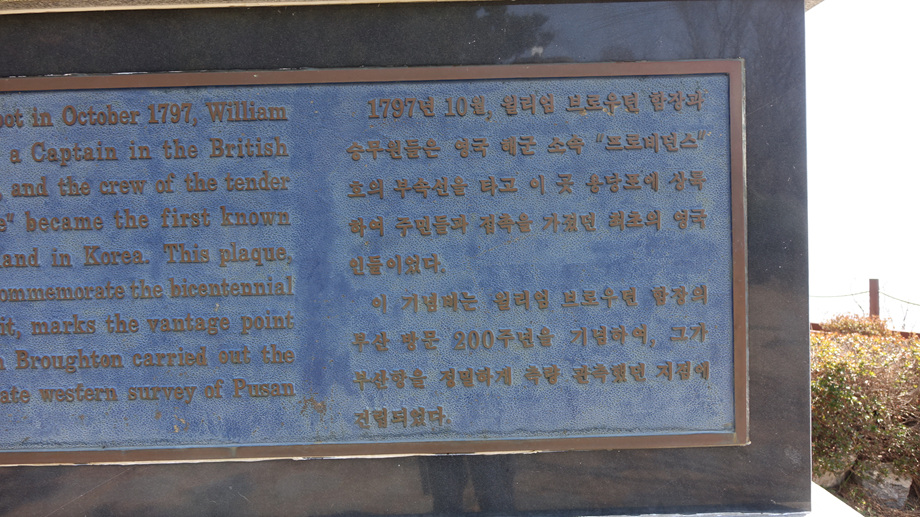 oot in October 1797, William
a Captain in the British
, and the crew of the tender
e" became the first known
land in Korea. This plaque,
ommemorate the bicentennial
it, marks the vantage point
n Broughton carried out the
ate western survey of Pusan
1797년 10월, 윌리엄 브로우턴 함장과
승무원들은 영국 해군 소속 "프로비던스"
호의 부속선을 타고 이 곳 용당포에 상륙
하여 주민들과 접촉을 가졌던 최초의 영국
인들이었다.
이 기념비는 윌리엄 브로우턴 함장의
부산 방문 200주년을 기념하여, 그가
부산항을 정밀하게 측량 관측했던 지점에
건립되었다.